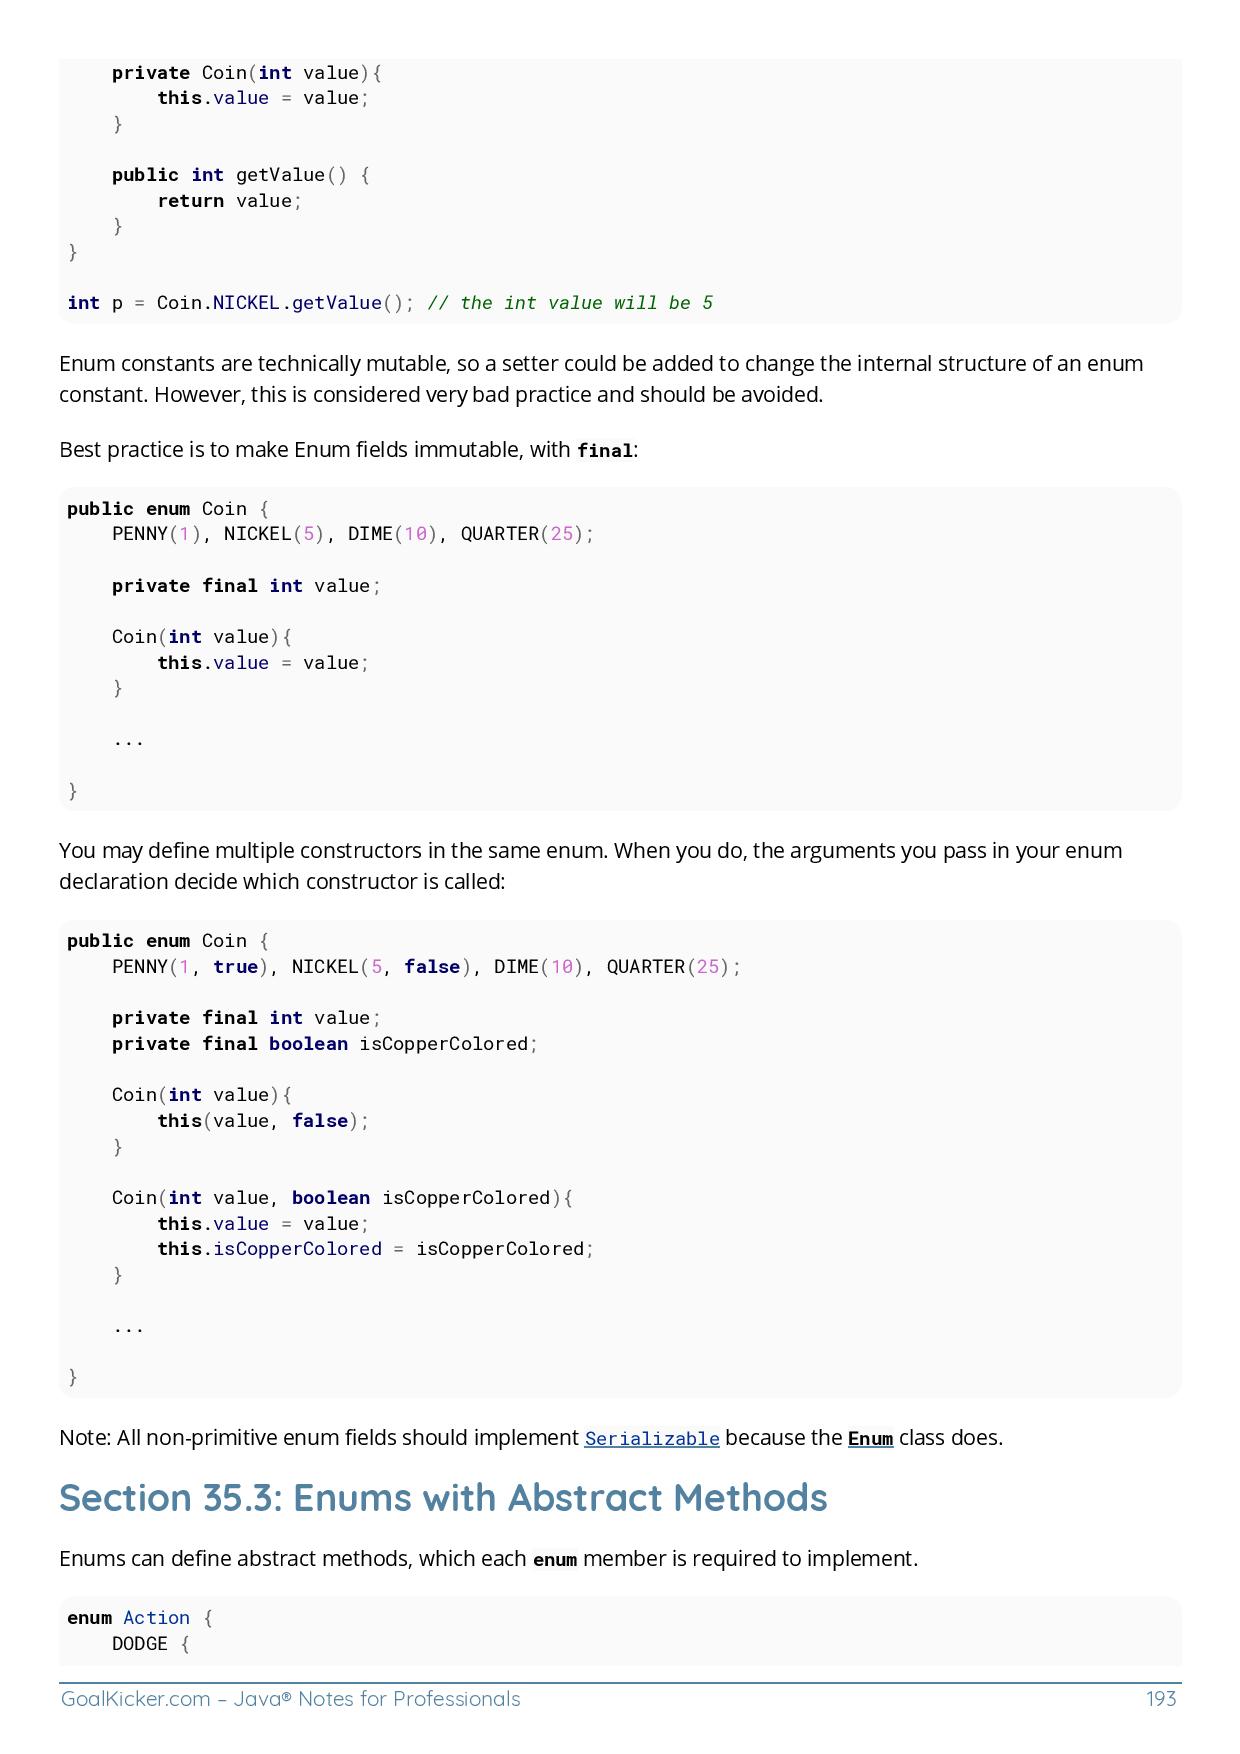 private Coin(int value){
        this.value = value;
    }

    public int getValue() {
        return value;
    }
}

int p = Coin.NICKEL.getValue(); // the int value will be 5
Enum constants are technically mutable, so a setter could be added to change the internal structure of an enum
constant. However, this is considered very bad practice and should be avoided.
Best practice is to make Enum fields immutable, with final:
public enum Coin {
    PENNY(1), NICKEL(5), DIME(10), QUARTER(25);

    private final int value;

    Coin(int value){
        this.value = value;
    }

    ...

}
You may define multiple constructors in the same enum. When you do, the arguments you pass in your enum
declaration decide which constructor is called:
public enum Coin {
    PENNY(1, true), NICKEL(5, false), DIME(10), QUARTER(25);

    private final int value;
    private final boolean isCopperColored;

    Coin(int value){
        this(value, false);
    }

    Coin(int value, boolean isCopperColored){
        this.value = value;
        this.isCopperColored = isCopperColored;
    }

    ...

}
Note: All non-primitive enum fields should implement Serializable because the Enum class does.
Section 35.3: Enums with Abstract Methods
Enums can define abstract methods, which each enum member is required to implement.
enum Action {
    DODGE {
GoalKicker.com – Java® Notes for Professionals 193